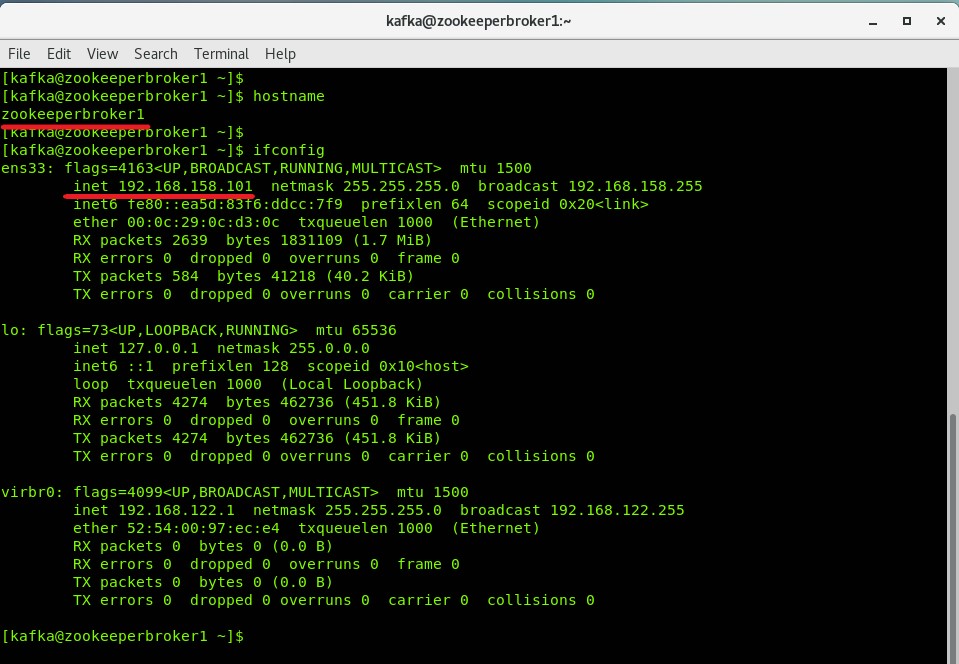 kafka@zookeeperbroker1:~
File Edit View Search Terminal Help
[kafka@zookeeperbroker1 ~]$
[kafka@zookeeperbroker1 ~]$ hostname
zookeeperbroker1
[kafka@zookeeperbroker1 ~]$
[kafka@zookeeperbroker1 ~]$ ifconfig
ens33: flags=4163<UP,BROADCAST,RUNNING,MULTICAST>  mtu 1500
        inet 192.168.158.101  netmask 255.255.255.0  broadcast 192.168.158.255
        inet6 fe80::ea5d:83f6:ddcc:7f9  prefixlen 64  scopeid 0x20<link>
        ether 00:0c:29:0c:d3:0c  txqueuelen 1000  (Ethernet)
        RX packets 2639  bytes 1831109 (1.7 MiB)
        RX errors 0  dropped 0  overruns 0  frame 0
        TX packets 584  bytes 41218 (40.2 KiB)
        TX errors 0  dropped 0 overruns 0  carrier 0  collisions 0
lo: flags=73<UP,LOOPBACK,RUNNING>  mtu 65536
        inet 127.0.0.1  netmask 255.0.0.0
        inet6 ::1  prefixlen 128  scopeid 0x10<host>
        loop  txqueuelen 1000  (Local Loopback)
        RX packets 4274  bytes 462736 (451.8 KiB)
        RX errors 0  dropped 0  overruns 0  frame 0
        TX packets 4274  bytes 462736 (451.8 KiB)
        TX errors 0  dropped 0 overruns 0  carrier 0  collisions 0
virbr0: flags=4099<UP,BROADCAST,MULTICAST>  mtu 1500
        inet 192.168.122.1  netmask 255.255.255.0  broadcast 192.168.122.255
        ether 52:54:00:97:ec:e4  txqueuelen 1000  (Ethernet)
        RX packets 0  bytes 0 (0.0 B)
        RX errors 0  dropped 0  overruns 0  frame 0
        TX packets 0  bytes 0 (0.0 B)
        TX errors 0  dropped 0 overruns 0  carrier 0  collisions 0
[kafka@zookeeperbroker1 ~]$